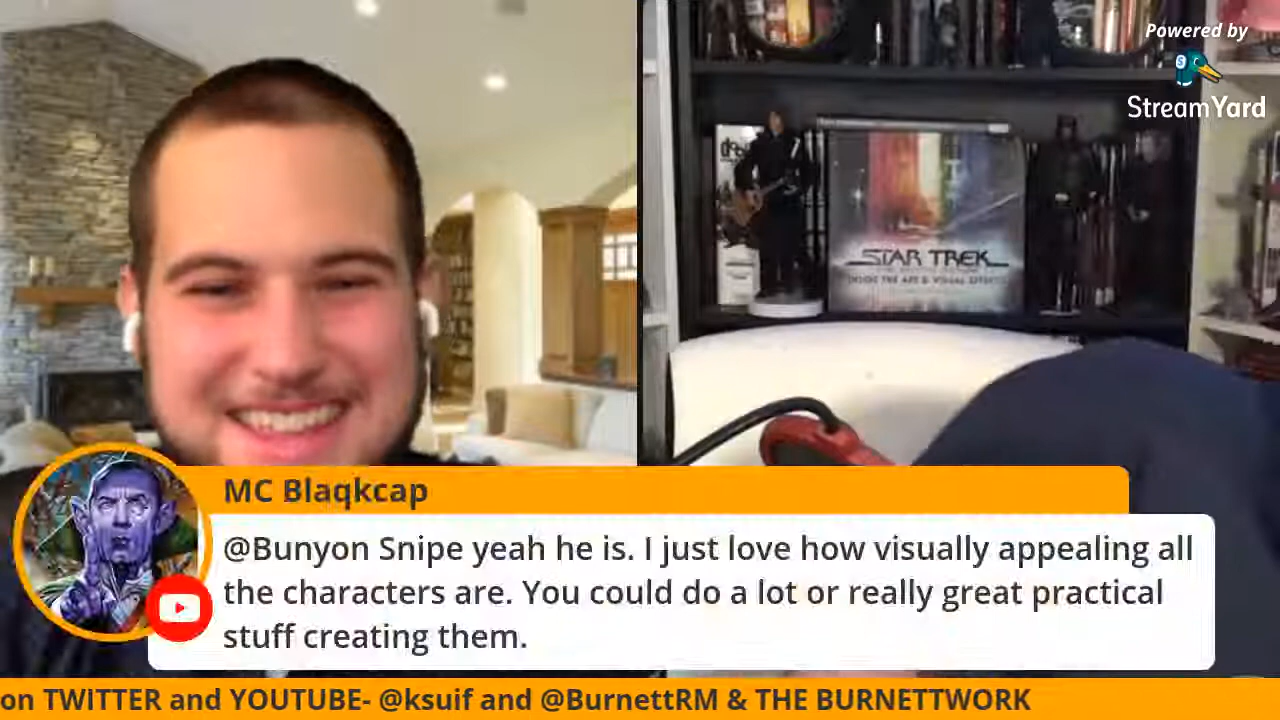 Powered by
StreamYard
STAR TREK
MC Blaqkcap
@Bunyon Snipe yeah he is. I just love how visually appealing all
the characters are. You could do a lot or really great practical
stuff creating them.
on TWITTER and YOUTUBE- @ksuif and @BurnettRM & THE BURNETTWORK